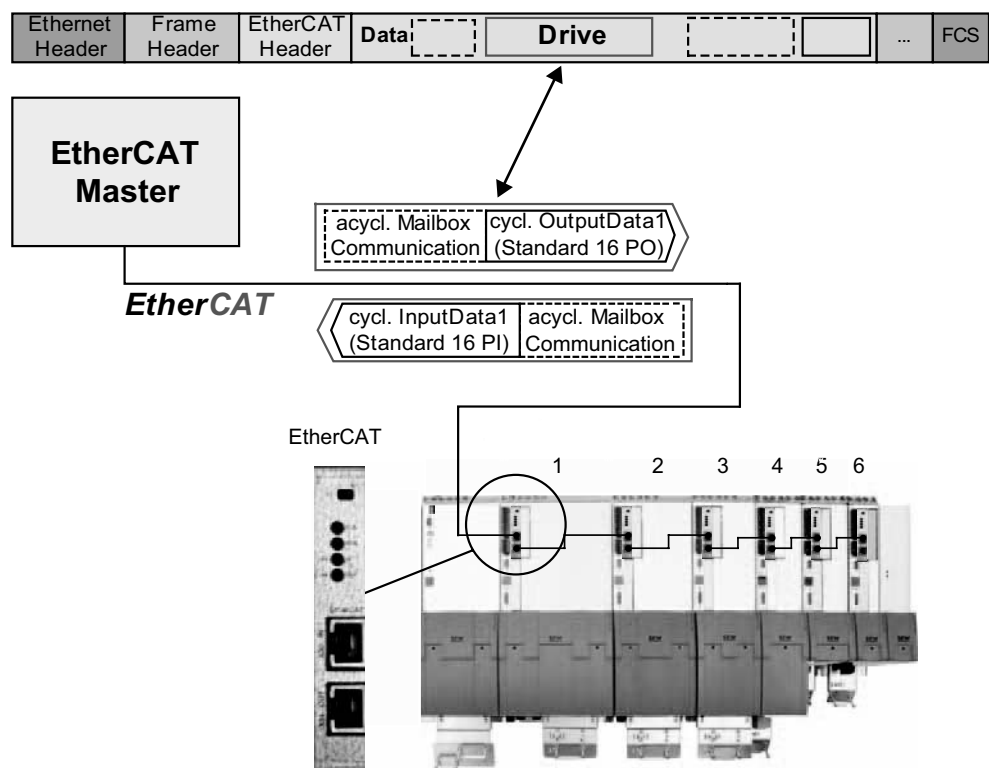 Ethernet Header
Frame Header
EtherCAT Header
Data
Drive
...
FCS
EtherCAT
Master
acycl. Mailbox
Communication
cycl. OutputData1
(Standard 16 PO)
EtherCAT
cycl. InputData1
(Standard 16 PI)
acycl. Mailbox
Communication
EtherCAT
1 2 3 4 5 6